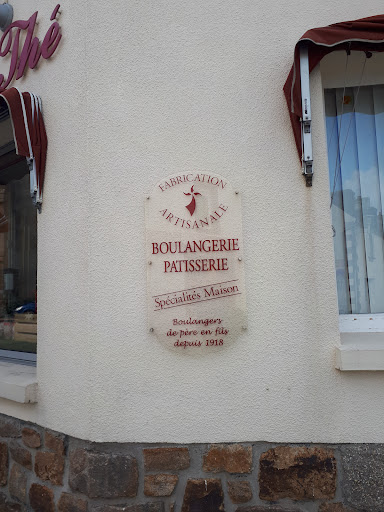 Thé
FABRICATION
ARTISANALE
BOULANGERIE
PATISSERIE
Spécialités Maison
Boulangers
de père en fils
depuis 1918